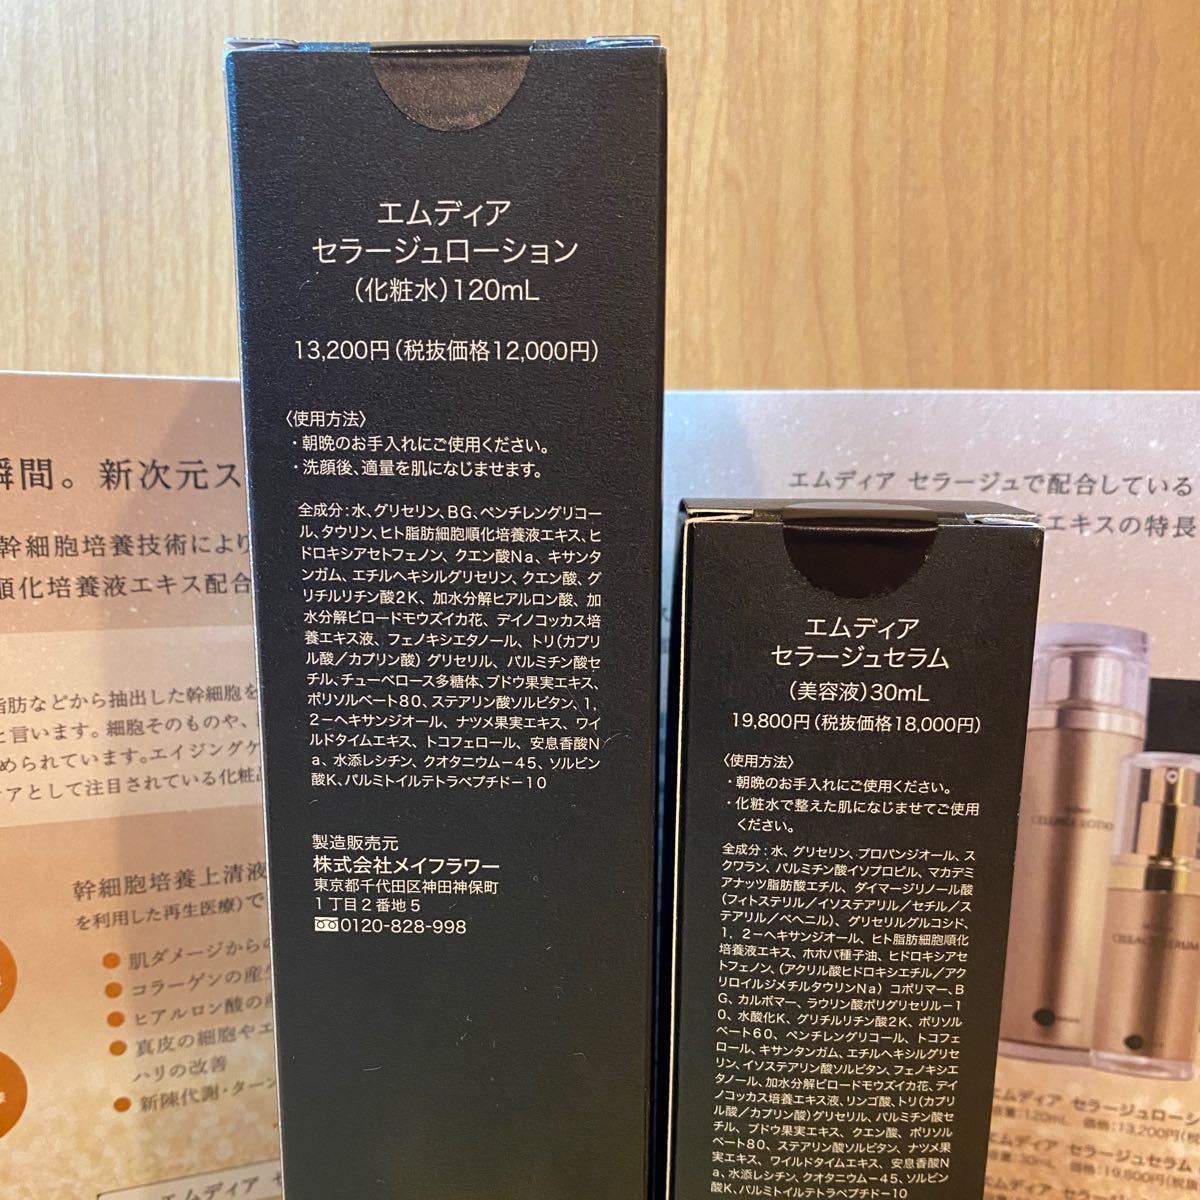 エムディア
セラージュローション
（化粧水）120mL
13,200円（税抜価格12,000円）
〈使用方法〉
・朝晩のお手入れにご使用ください。
・洗顔後、適量を肌になじませます。
全成分：水、グリセリン、BG、ペンチレングリコー
ル、タウリン、ヒト脂肪細胞順化培養液エキス、ヒ
ドロキシアセトフェノン、クエン酸Na、キサンタ
ンガム、エチルヘキシルグリセリン、クエン酸、グ
リチルリチン酸2K、加水分解ヒアルロン酸、加
水分解ビロードモウズイカ花、デイノコッカス培
養エキス液、フェノキシエタノール、トリ（カプリ
ル酸／カプリン酸）グリセリル、パルミチン酸セ
チル、チューベロース多糖体、ブドウ果実エキス、
ポリソルベート80、ステアリン酸ソルビタン、1,
2－ヘキサンジオール、ナツメ果実エキス、ワイ
ルドタイムエキス、トコフェロール、安息香酸N
a、水添レシチン、クオタニウム－45、ソルビン
酸K、パルミトイルテトラペプチド－10
製造販売元
株式会社メイフラワー
東京都千代田区神田神保町
1丁目2番地5
0120-828-998
エムディア
セラージュセラム
（美容液）30mL
19,800円（税抜価格18,000円）
〈使用方法〉
・朝晩のお手入れにご使用ください。
・化粧水で整えた肌になじませてご使用
ください。
全成分：水、グリセリン、プロパンジオール、ス
クワラン、パルミチン酸イソプロピル、マカデミ
アナッツ脂肪酸エチル、ダイマージリノール酸
（フィトステリル／イソステアリル／セチル／ス
テアリル／ベヘニル）、グリセリルグルコシド、
1，2－ヘキサンジオール、ヒト脂肪細胞順化
培養液エキス、ホホバ種子油、ヒドロキシアセ
トフェノン、（アクリル酸ヒドロキシエチル／アク
リロイルジメチルタウリンNa）コポリマー、B
G、カルボマー、ラウリン酸ポリグリセリル－1
0、水酸化K、グリチルリチン酸2K、ポリソル
ベート60、ペンチレングリコール、トコフェ
ロール、キサンタンガム、エチルヘキシルグリセ
リン、イソステアリン酸ソルビタン、フェノキシエ
タノール、加水分解ビロードモウズイカ花、デイ
ノコッカス培養エキス液、リンゴ酸、トリ（カプリ
ル酸／カプリン酸）グリセリル、パルミチン酸セ
チル、ブドウ果実エキス、クエン酸、ポリソル
ベート80、ステアリン酸ソルビタン、ナツメ果
実エキス、ワイルドタイムエキス、安息香酸N
a、水添レシチン、クオタニウム－45、ソルビン
酸K、パルミトイルテトラペプチド－10
瞬間。新次元ス
幹細胞培養技術により
順化培養液エキス配合
脂肪などから抽出した幹細胞を
と言います。細胞そのものや、
められています。エイジングケ
アとして注目されている化粧品
幹細胞培養上清液
を利用した再生医療）で
● 肌ダメージからの
● コラーゲンの産生
● ヒアルロン酸の産
● 真皮の細胞やエ
ハリの改善
● 新陳代謝・ターン
エムディア セ
エムディア セラージュで配合している
エキスの特長
CELLAGE LOTION
CELLAGE SERUM
エムディア セラージュローシ
容量：120mL 価格：13,200円（税
エムディア セラージュセラム
容量：30mL 価格：19,800円（税抜